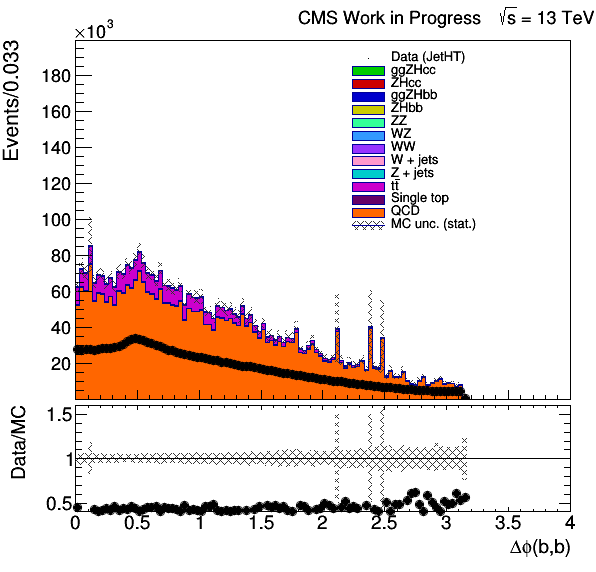 CMS Work in Progress √s = 13 TeV
×10³
Events/0.033
180
160
140
120
100
80
60
40
20
Data (JetHT)
ggZHcc
ZHcc
ggZHbb
ZHbb
ZZ
WZ
WW
W + jets
Z + jets
tt̄
Single top
QCD
MC unc. (stat.)
Data/MC
1.5
1
0.5
0 0.5 1 1.5 2 2.5 3 3.5 4
Δϕ(b,b)